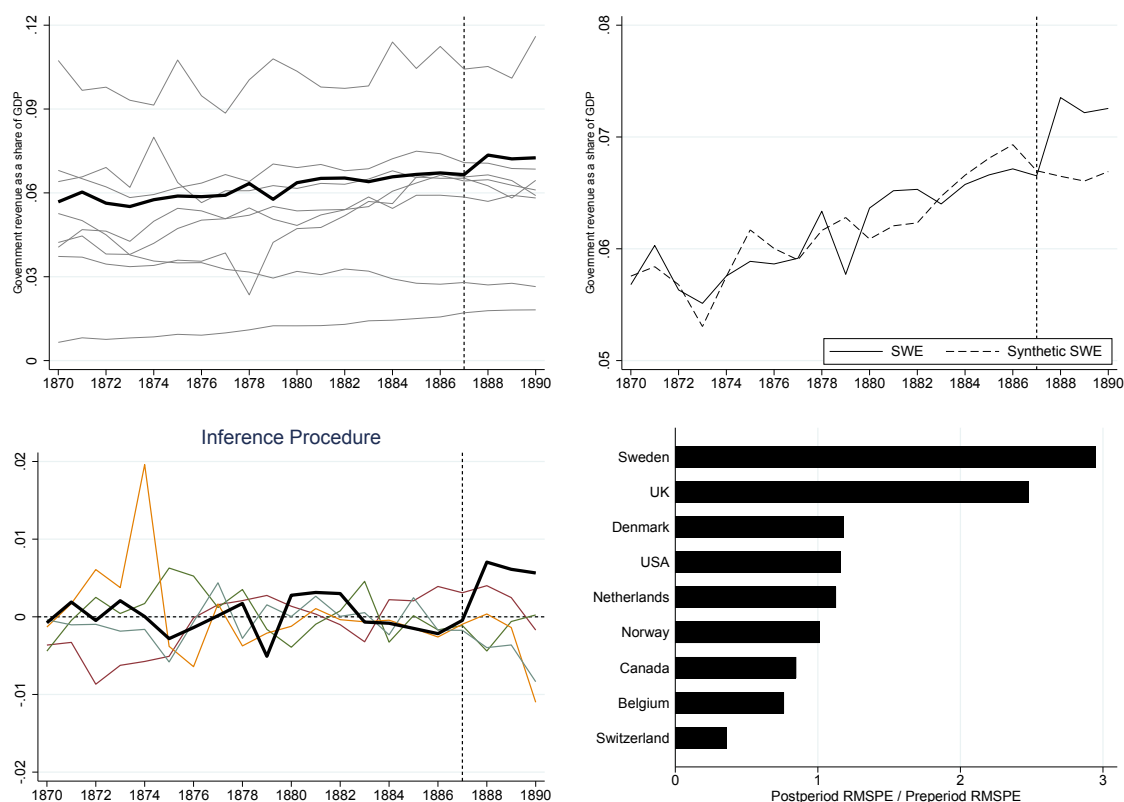 Government revenue as a share of GDP
.12
.09
.06
.03
0
1870 1872 1874 1876 1878 1880 1882 1884 1886 1888 1890
Government revenue as a share of GDP
.08
.07
.06
.05
SWE Synthetic SWE
1870 1872 1874 1876 1878 1880 1882 1884 1886 1888 1890
Inference Procedure
.02
.01
0
-.01
-.02
1870 1872 1874 1876 1878 1880 1882 1884 1886 1888 1890
Sweden
UK
Denmark
USA
Netherlands
Norway
Canada
Belgium
Switzerland
0 1 2 3
Postperiod RMSPE / Preperiod RMSPE